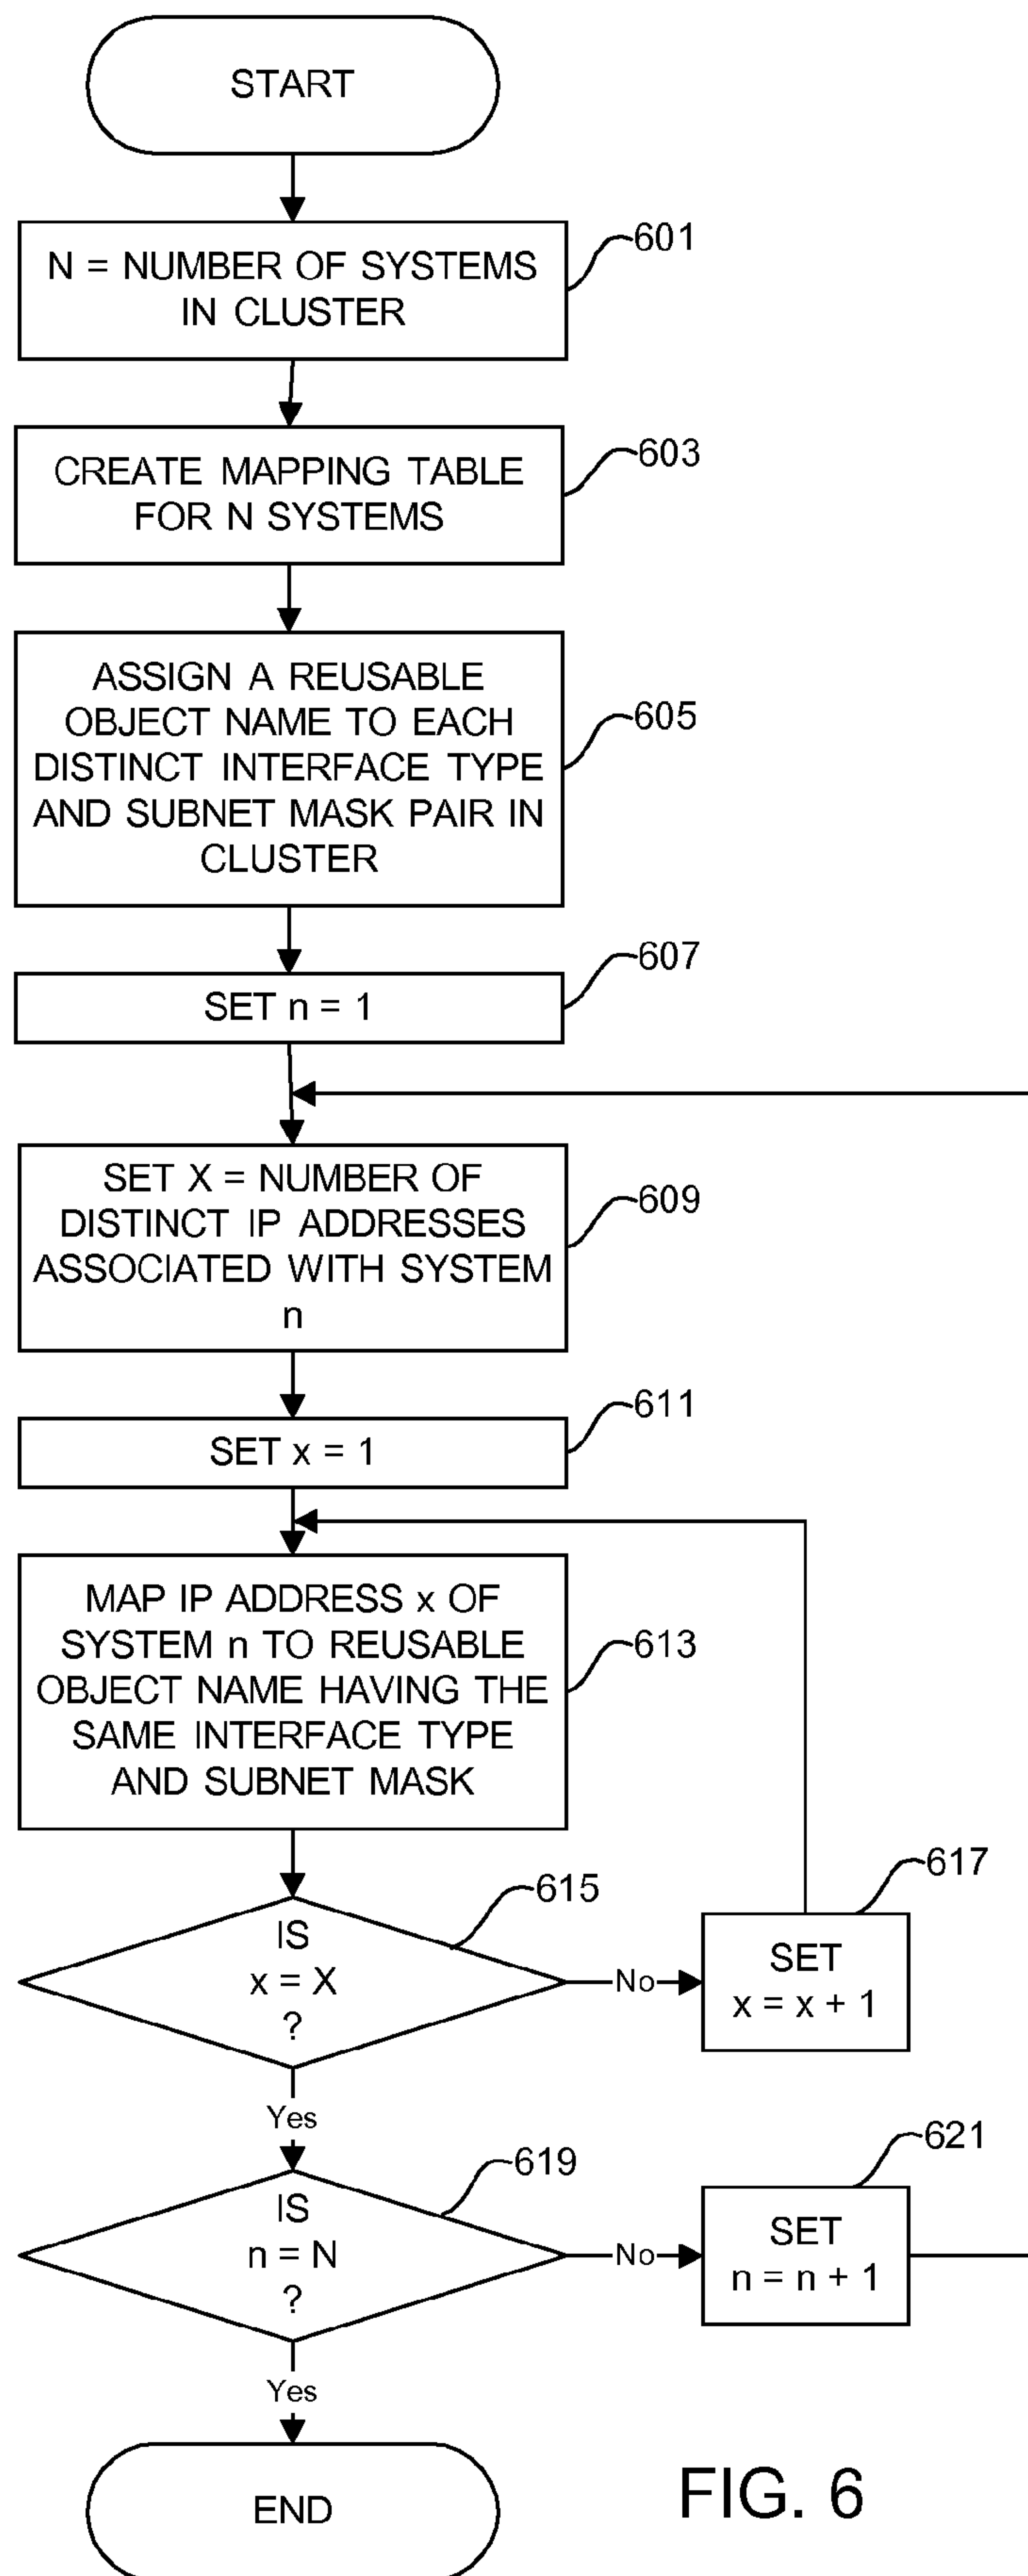 START
601
N = NUMBER OF SYSTEMS
IN CLUSTER
603
CREATE MAPPING TABLE
FOR N SYSTEMS
605
ASSIGN A REUSABLE
OBJECT NAME TO EACH
DISTINCT INTERFACE TYPE
AND SUBNET MASK PAIR IN
CLUSTER
607
SET n = 1
609
SET X = NUMBER OF
DISTINCT IP ADDRESSES
ASSOCIATED WITH SYSTEM
n
611
SET x = 1
613
MAP IP ADDRESS x OF
SYSTEM n TO REUSABLE
OBJECT NAME HAVING THE
SAME INTERFACE TYPE
AND SUBNET MASK
615
IS
x = X
?
No
617
SET
x = x + 1
Yes
619
IS
n = N
?
No
621
SET
n = n + 1
Yes
END
FIG. 6